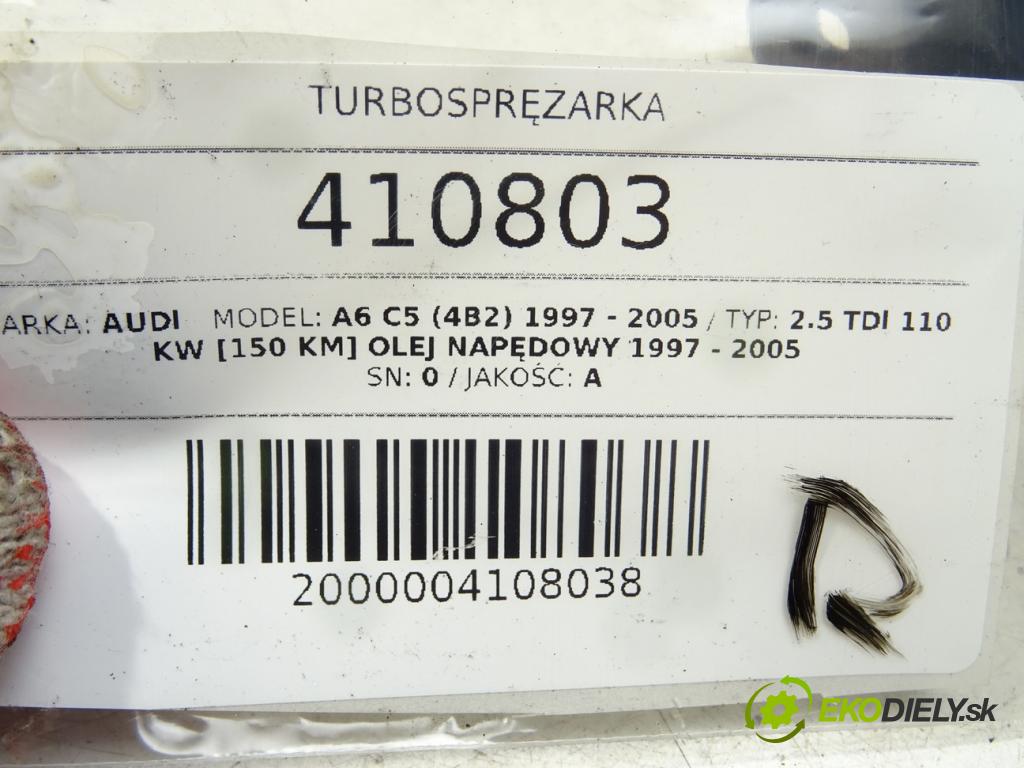 TURBOSPRĘŻARKA
410803
ARKA: AUDI MODEL: A6 C5 (4B2) 1997 - 2005 / TYP: 2.5 TDI 110
KW [150 KM] OLEJ NAPĘDOWY 1997 - 2005
SN: 0 / JAKOŚĆ: A
2000004108038
EKODIELY.sk